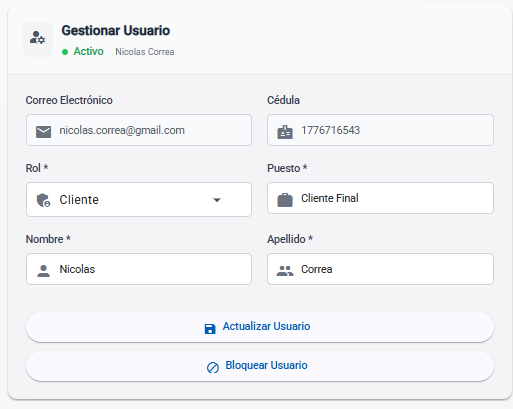 Gestionar Usuario
Activo Nicolas Correa
Correo Electrónico Cédula
nicolas.correa@gmail.com 1776716543
Rol * Puesto *
Cliente Cliente Final
Nombre * Apellido *
Nicolas Correa
Actualizar Usuario
Bloquear Usuario